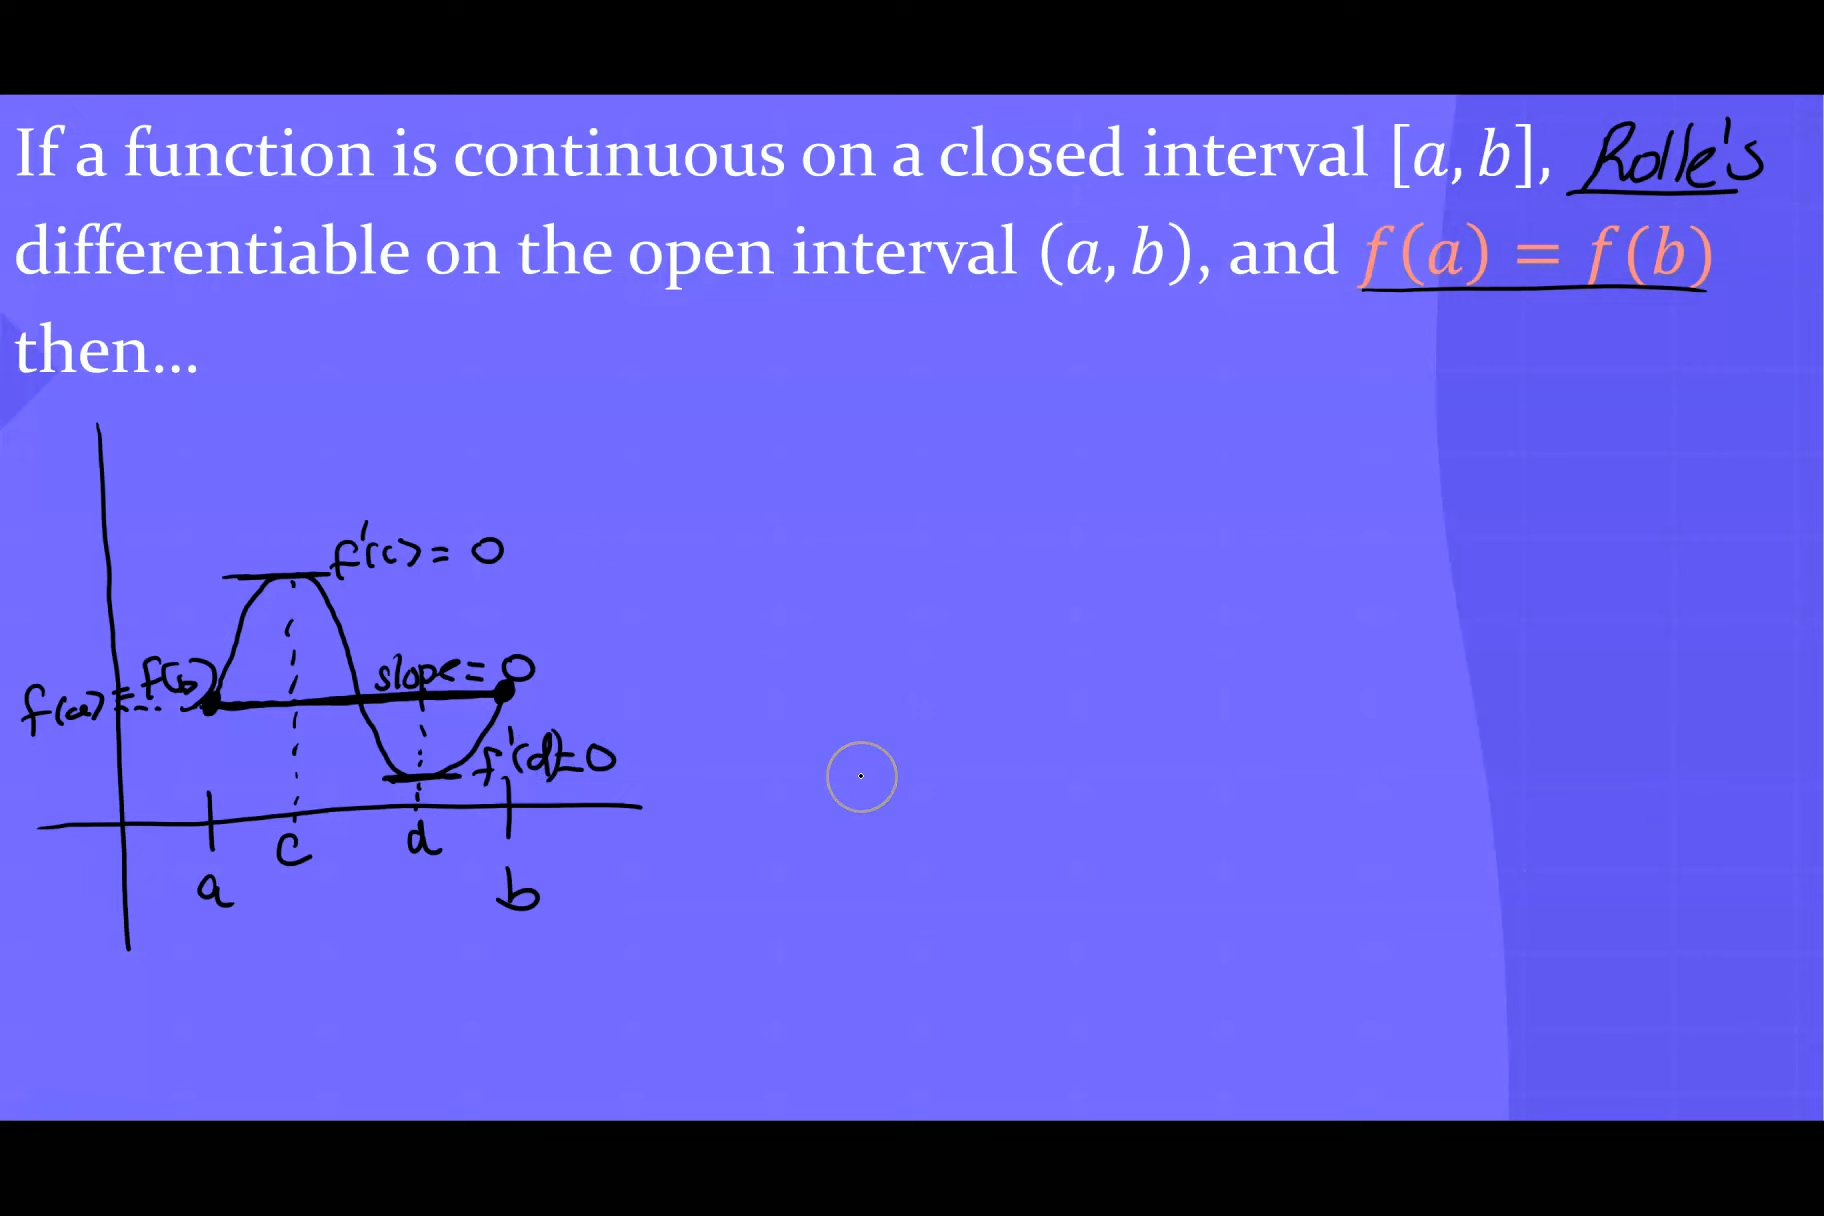 If a function is continuous on a closed interval [a, b], Rolle's
differentiable on the open interval (a, b), and f(a) = f(b)
then...
f'(c) = 0
slope = 0
f(a) = f(b)
f'(d) = 0
c
d
a
b